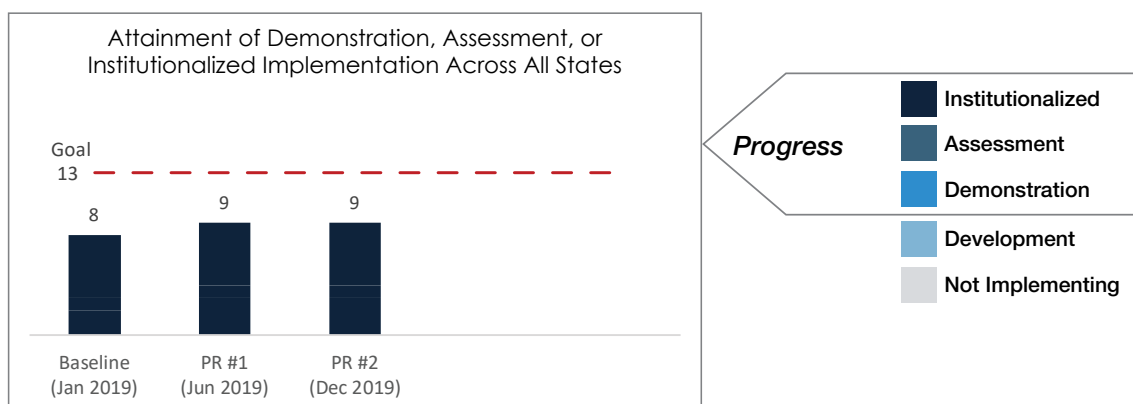 Attainment of Demonstration, Assessment, or
Institutionalized Implementation Across All States
Goal
13
8
9
9
Baseline
(Jan 2019)
PR #1
(Jun 2019)
PR #2
(Dec 2019)
Progress
Institutionalized
Assessment
Demonstration
Development
Not Implementing